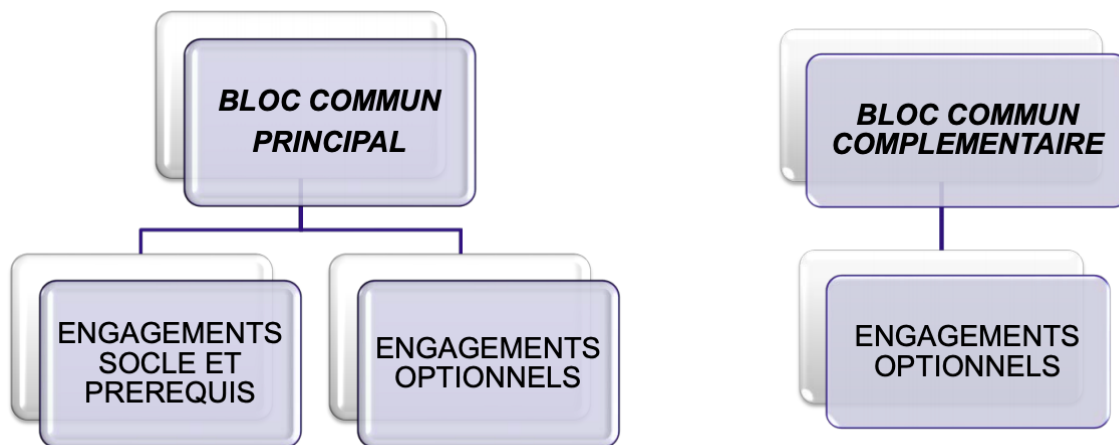 BLOC COMMUN
PRINCIPAL
BLOC COMMUN
COMPLEMENTAIRE
ENGAGEMENTS
SOCLE ET
PREREQUIS
ENGAGEMENTS
OPTIONNELS
ENGAGEMENTS
OPTIONNELS